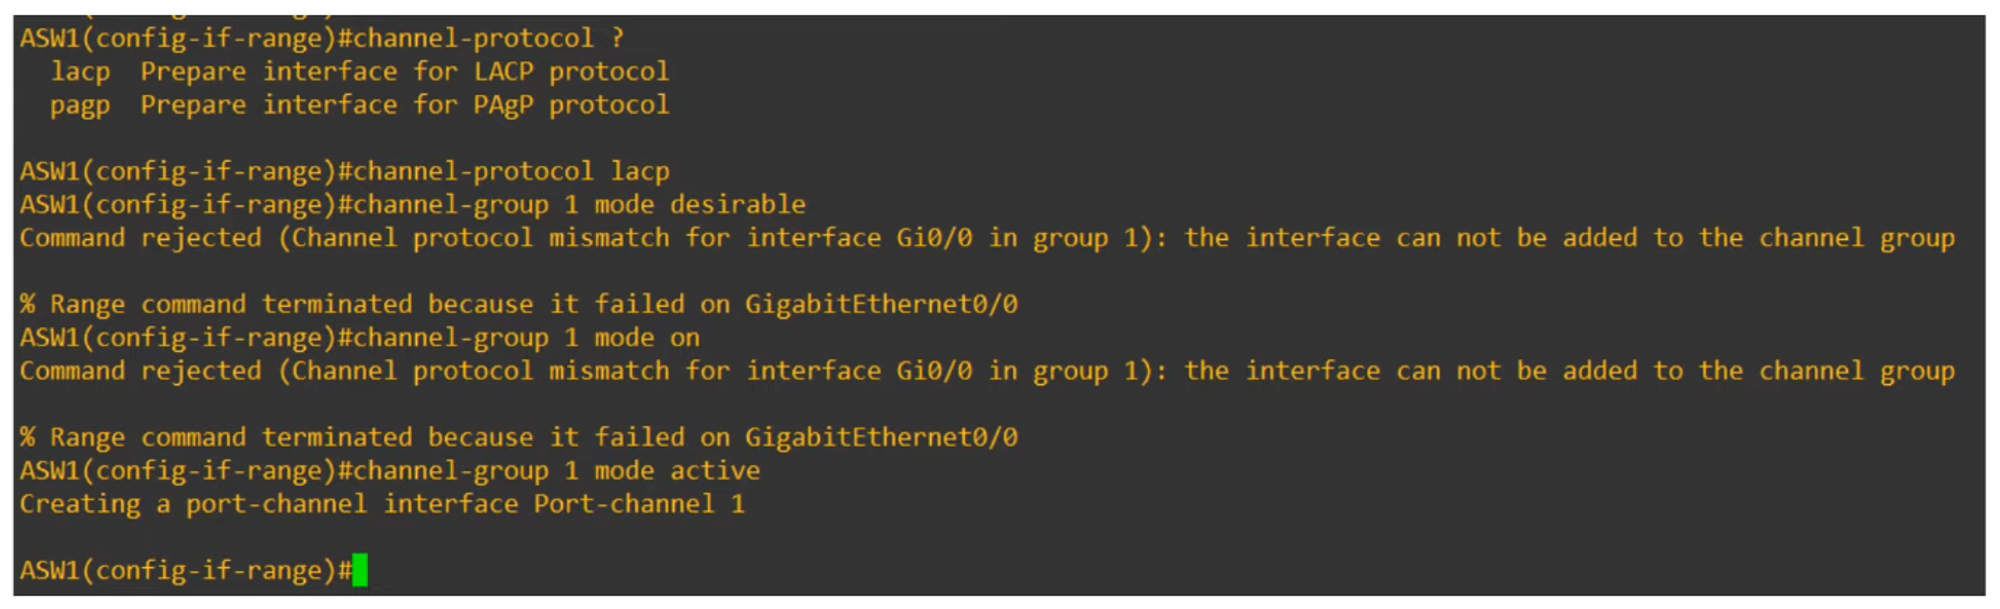 ASW1(config-if-range)#channel-protocol ?
  lacp  Prepare interface for LACP protocol
  pagp  Prepare interface for PAgP protocol
ASW1(config-if-range)#channel-protocol lacp
ASW1(config-if-range)#channel-group 1 mode desirable
Command rejected (Channel protocol mismatch for interface Gi0/0 in group 1): the interface can not be added to the channel group
% Range command terminated because it failed on GigabitEthernet0/0
ASW1(config-if-range)#channel-group 1 mode on
Command rejected (Channel protocol mismatch for interface Gi0/0 in group 1): the interface can not be added to the channel group
% Range command terminated because it failed on GigabitEthernet0/0
ASW1(config-if-range)#channel-group 1 mode active
Creating a port-channel interface Port-channel 1
ASW1(config-if-range)#